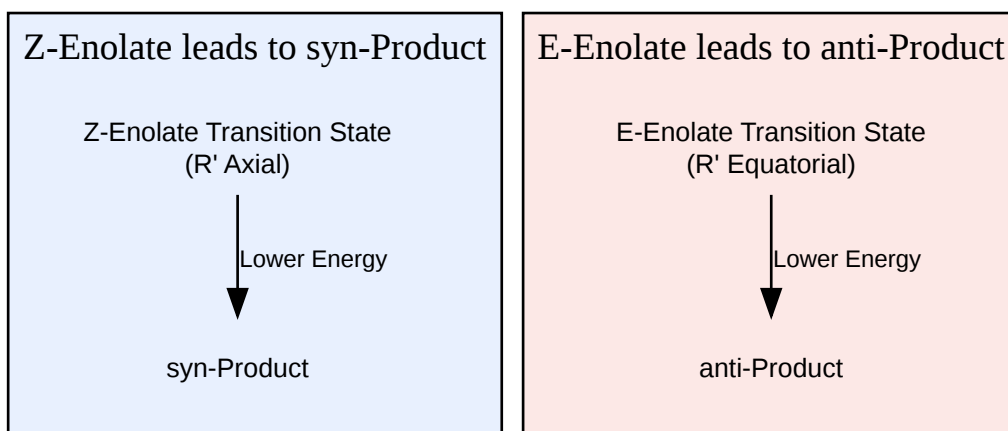 Z-Enolate leads to syn-Product
Z-Enolate Transition State
(R' Axial)
Lower Energy
syn-Product
E-Enolate leads to anti-Product
E-Enolate Transition State
(R' Equatorial)
Lower Energy
anti-Product